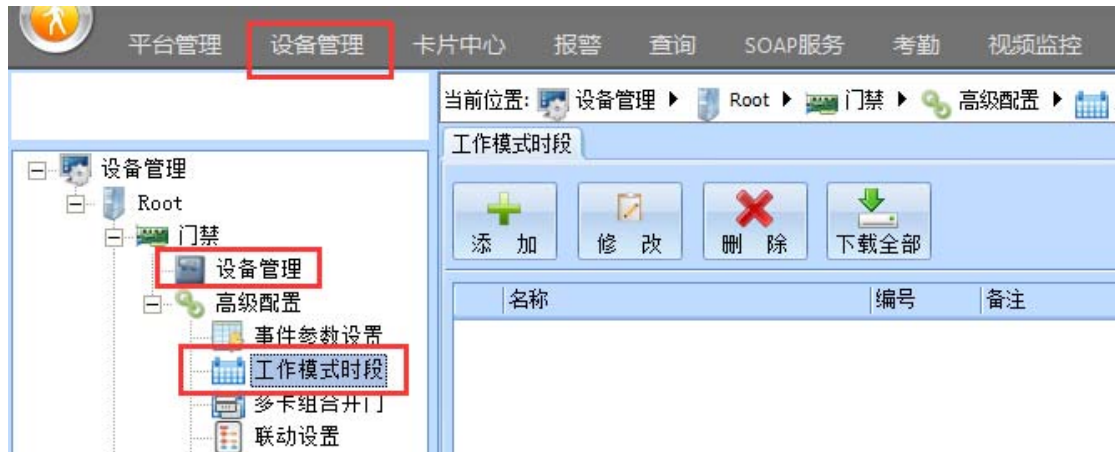 平台管理 设备管理 卡片中心 报警 查询 SOAP服务 考勤 视频监控
当前位置: 设备管理 Root 门禁 高级配置
工作模式时段
添 加 修 改 删 除 下载全部
名称 编号 备注
设备管理
Root
门禁
设备管理
高级配置
事件参数设置
工作模式时段
多卡组合开门
联动设置